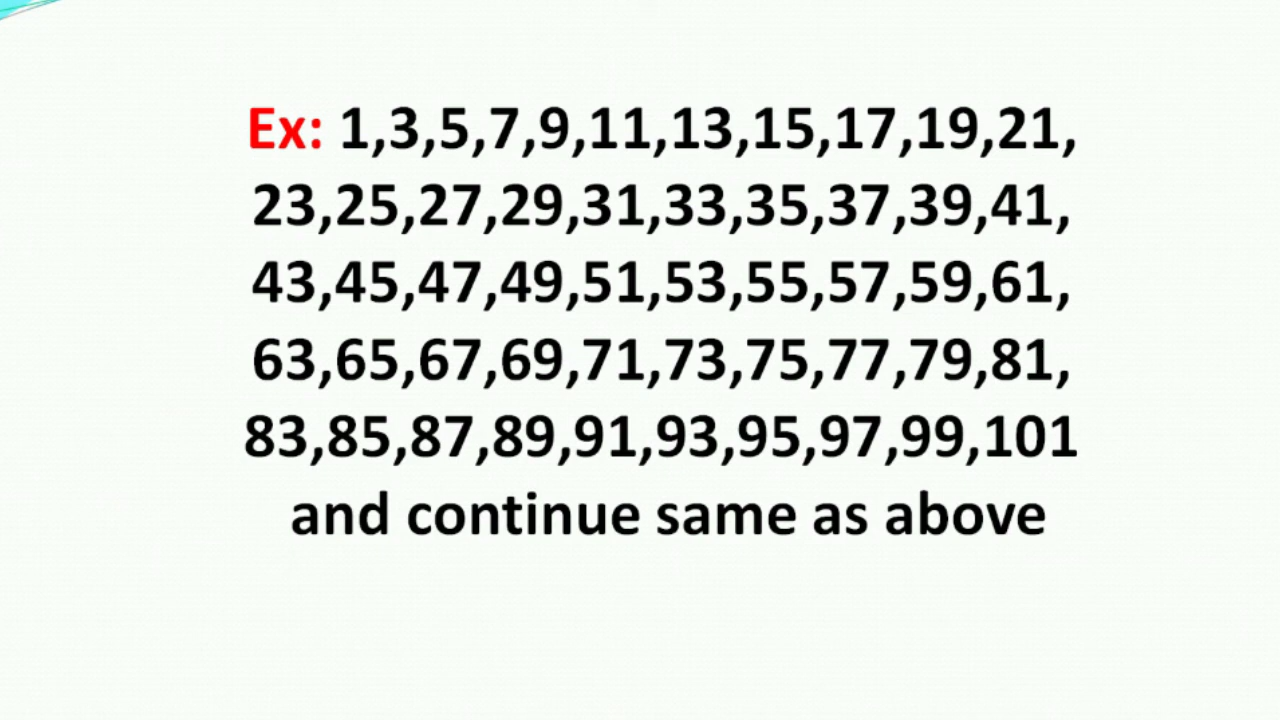 Ex: 1,3,5,7,9,11,13,15,17,19,21,
23,25,27,29,31,33,35,37,39,41,
43,45,47,49,51,53,55,57,59,61,
63,65,67,69,71,73,75,77,79,81,
83,85,87,89,91,93,95,97,99,101
and continue same as above